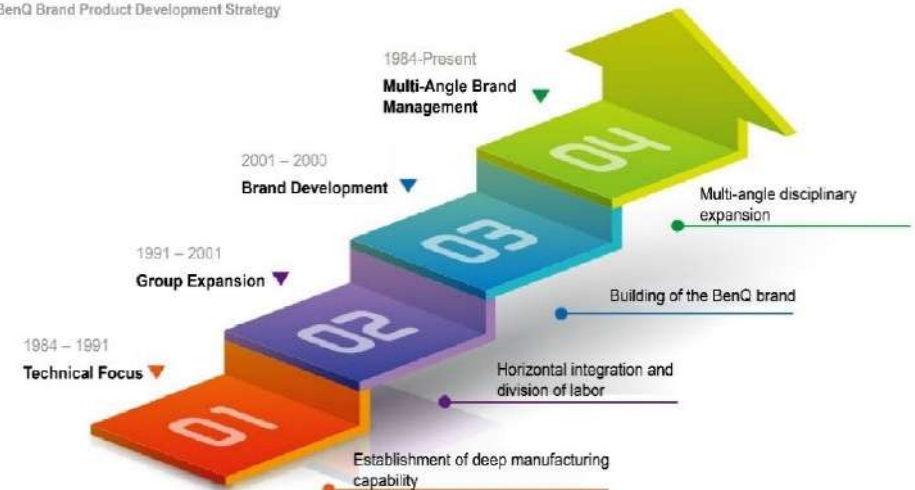 BenQ Brand Product Development Strategy
1984-Present
Multi-Angle Brand
Management
04
2001 – 2003
Brand Development
03
Multi-angle disciplinary
expansion
1991 – 2001
Group Expansion
02
Building of the BenQ brand
1984 – 1991
Technical Focus
01
Horizontal integration and
division of labor
Establishment of deep manufacturing
capability